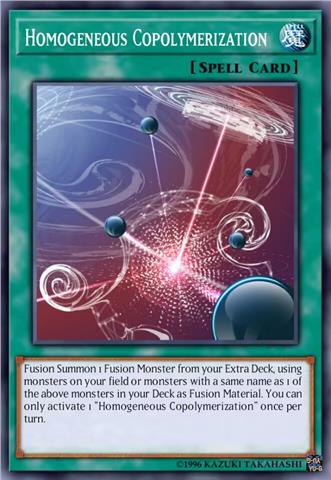 HOMOGENEOUS COPOLYMERIZATION
[SPELL CARD]
Fusion Summon 1 Fusion Monster from your Extra Deck, using
monsters on your field or monsters with a same name as 1 of
the above monsters in your Deck as Fusion Material. You can
only activate 1 "Homogeneous Copolymerization" once per
turn.
©1996 KAZUKI TAKAHASHI